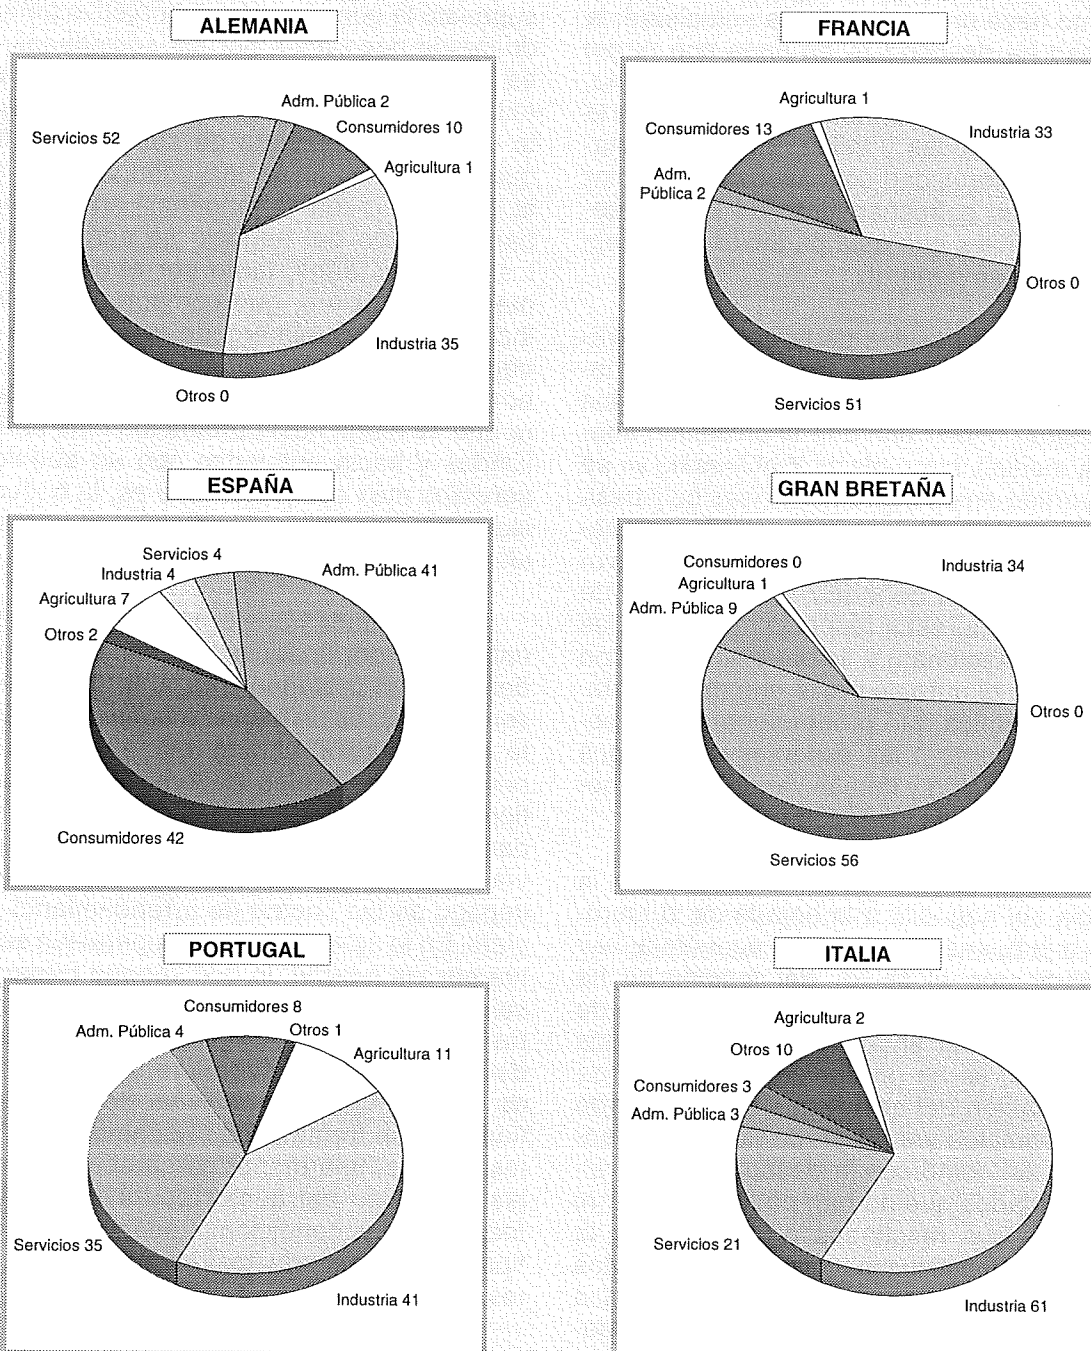 ALEMANIA
Adm. Pública 2
Servicios 52
Consumidores 10
Agricultura 1
Industria 35
Otros 0
FRANCIA
Agricultura 1
Consumidores 13
Industria 33
Adm.
Pública 2
Otros 0
Servicios 51
ESPAÑA
Servicios 4
Industria 4
Adm. Pública 41
Agricultura 7
Otros 2
Consumidores 42
GRAN BRETAÑA
Consumidores 0
Industria 34
Agricultura 1
Adm. Pública 9
Otros 0
Servicios 56
PORTUGAL
Consumidores 8
Adm. Pública 4
Otros 1
Agricultura 11
Servicios 35
Industria 41
ITALIA
Agricultura 2
Otros 10
Consumidores 3
Adm. Pública 3
Servicios 21
Industria 61